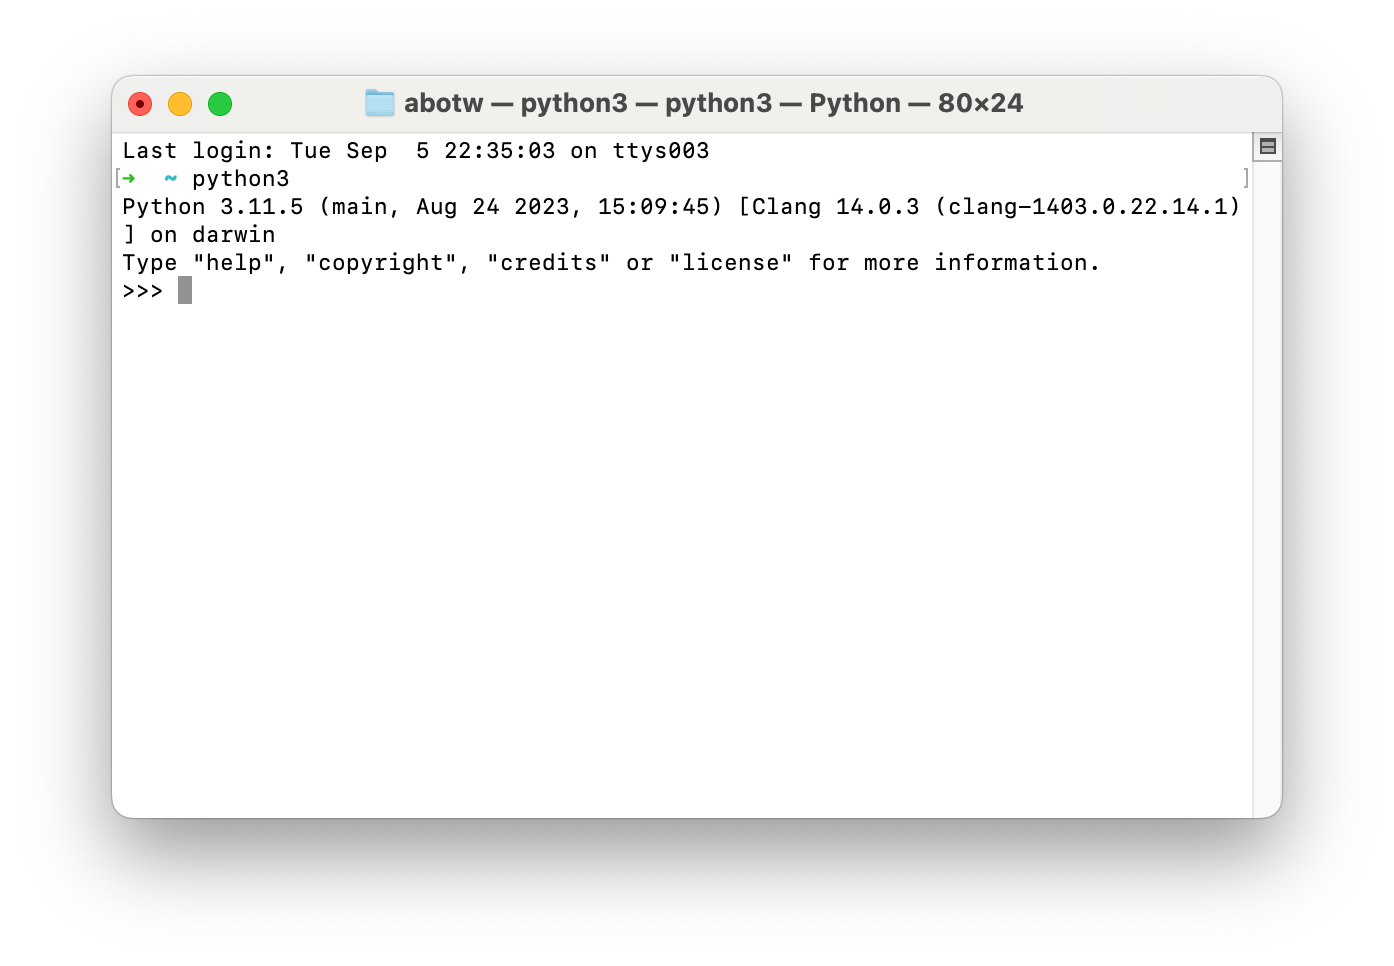 abotw — python3 — python3 — Python — 80×24
Last login: Tue Sep  5 22:35:03 on ttys003
[➜  ~ python3 ]
Python 3.11.5 (main, Aug 24 2023, 15:09:45) [Clang 14.0.3 (clang-1403.0.22.14.1)
] on darwin
Type "help", "copyright", "credits" or "license" for more information.
>>>